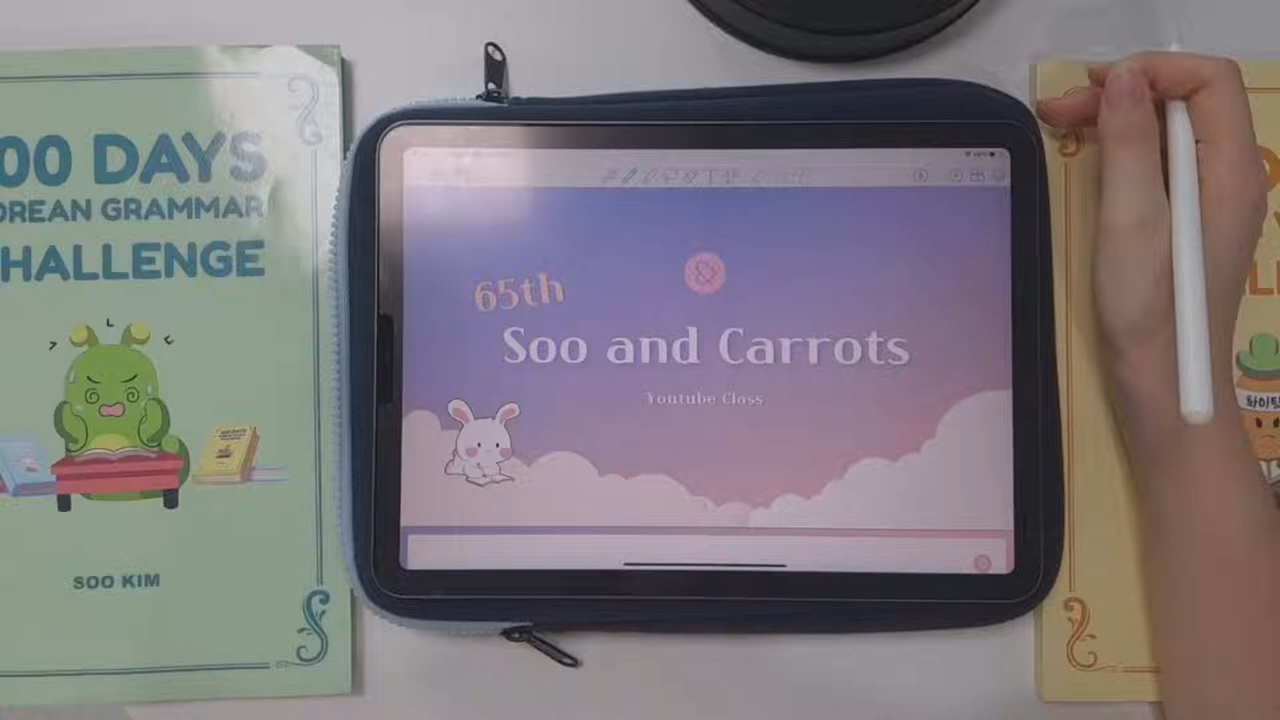 00 DAYS
OREAN GRAMMAR
HALLENGE
SOO KIM
65th
Soo and Carrots
Youtube Class